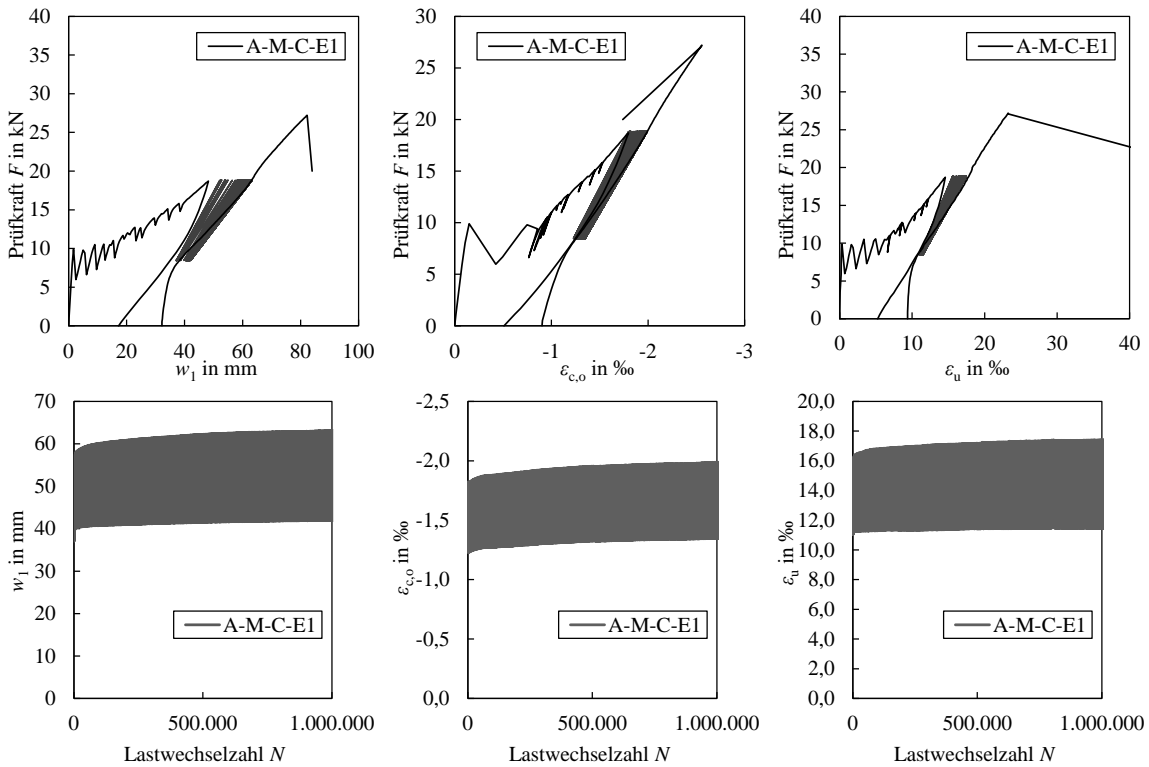 Prüfkraft F in kN
40
35
30
25
20
15
10
5
0
A-M-C-E1
0 20 40 60 80 100
w1 in mm
Prüfkraft F in kN
30
25
20
15
10
5
0
A-M-C-E1
0 -1 -2 -3
εc,o in ‰
Prüfkraft F in kN
40
35
30
25
20
15
10
5
0
A-M-C-E1
0 10 20 30 40
εu in ‰
w1 in mm
70
60
50
40
30
20
10
0
A-M-C-E1
0 500.000 1.000.000
Lastwechselzahl N
εc,o in ‰
-2,5
-2,0
-1,5
-1,0
-0,5
0,0
A-M-C-E1
0 500.000 1.000.000
Lastwechselzahl N
εu in ‰
20,0
18,0
16,0
14,0
12,0
10,0
8,0
6,0
4,0
2,0
0,0
A-M-C-E1
0 500.000 1.000.000
Lastwechselzahl N